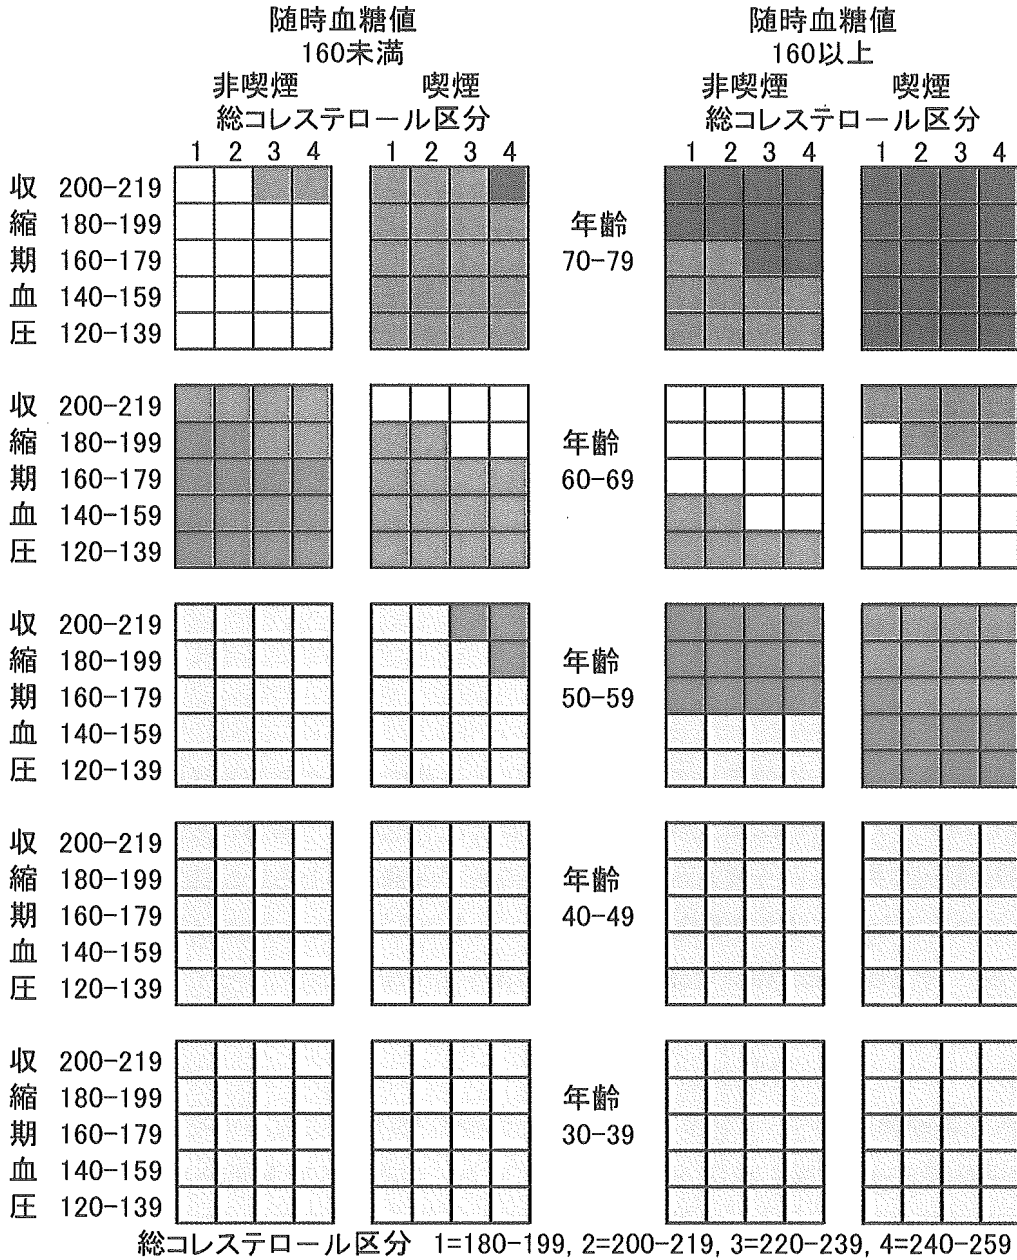 随時血糖値 随時血糖値
160未満 160以上
非喫煙 喫煙 非喫煙 喫煙
総コレステロール区分 総コレステロール区分
1 2 3 4 1 2 3 4 1 2 3 4 1 2 3 4
収 200-219
縮 180-199 年齢
期 160-179 70-79
血 140-159
圧 120-139
収 200-219
縮 180-199 年齢
期 160-179 60-69
血 140-159
圧 120-139
収 200-219
縮 180-199 年齢
期 160-179 50-59
血 140-159
圧 120-139
収 200-219
縮 180-199 年齢
期 160-179 40-49
血 140-159
圧 120-139
収 200-219
縮 180-199 年齢
期 160-179 30-39
血 140-159
圧 120-139
総コレステロール区分 1=180-199, 2=200-219, 3=220-239, 4=240-259